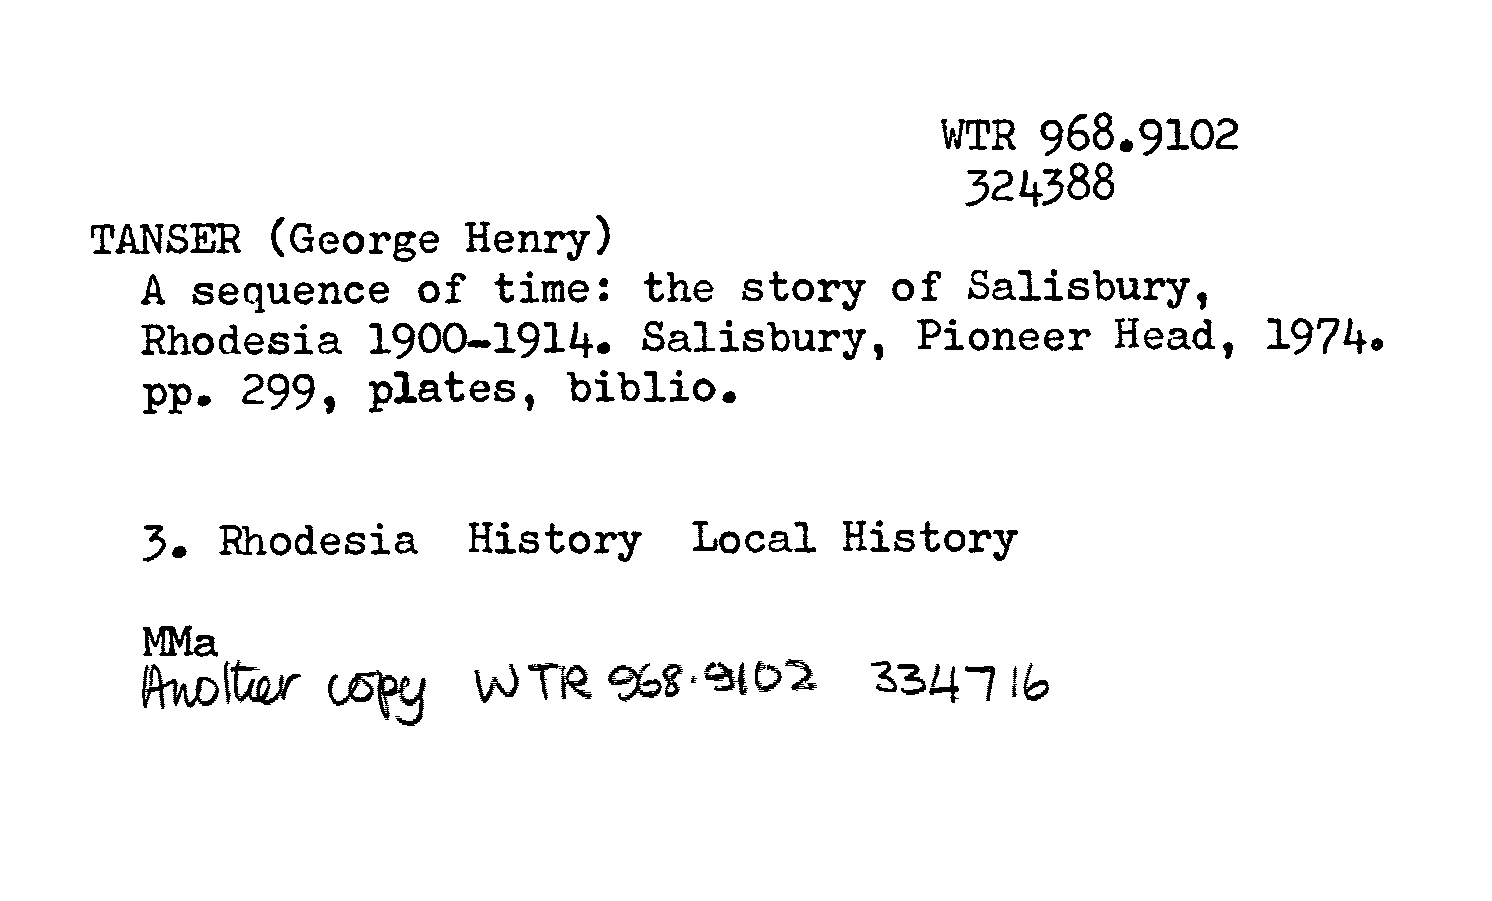 WTR 968.9102
324388
TANSER (George Henry)
A sequence of time: the story of Salisbury,
Rhodesia 1900-1914. Salisbury, Pioneer Head, 1974.
pp. 299, plates, biblio.
3. Rhodesia History Local History
MMa
Another copy WTR 968.9102 334716